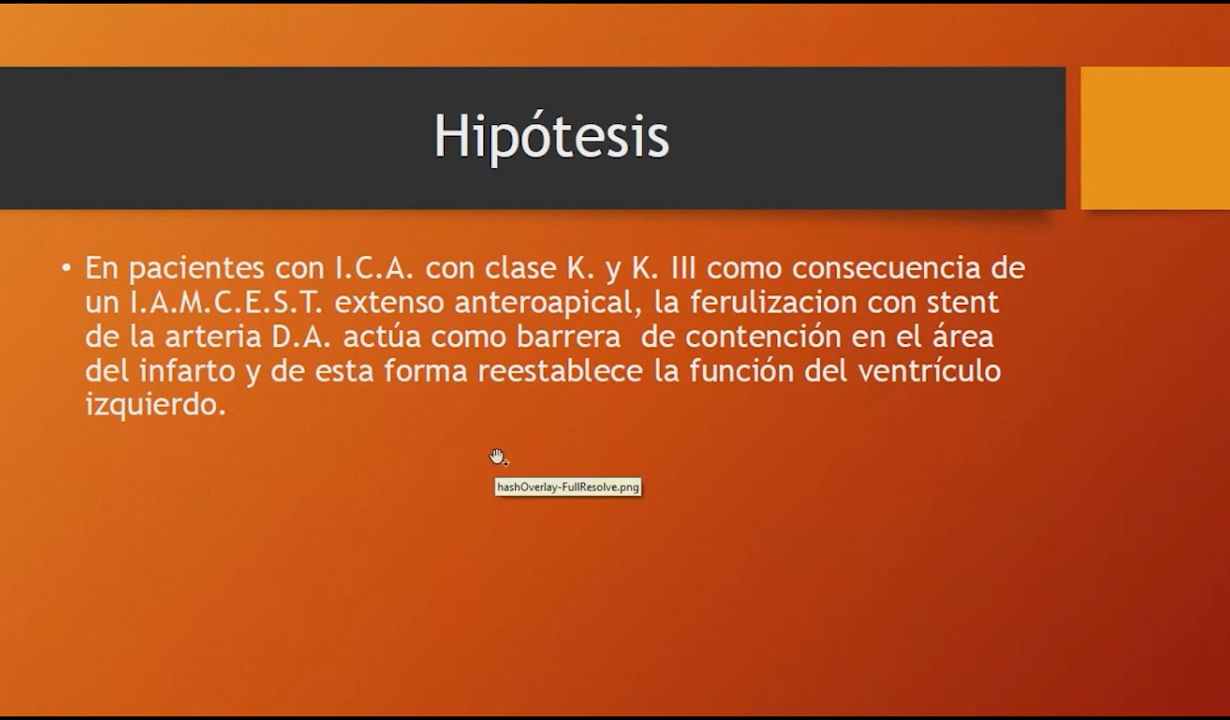 Hipótesis
• En pacientes con I.C.A. con clase K. y K. III como consecuencia de
un I.A.M.C.E.S.T. extenso anteroapical, la ferulizacion con stent
de la arteria D.A. actúa como barrera  de contención en el área
del infarto y de esta forma reestablece la función del ventrículo
izquierdo.
hashOverlay-FullResolve.png